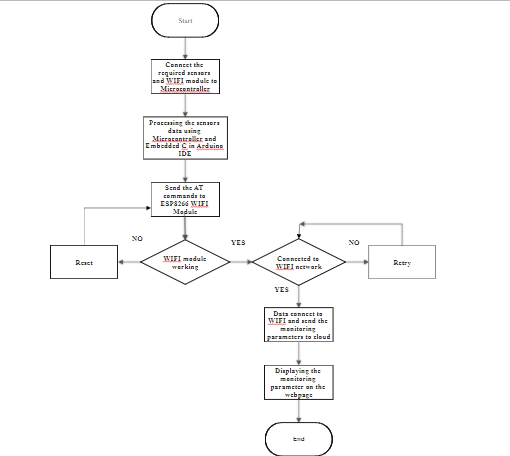 Start
Connect the
required sensors
and WIFI module to
Microcontroller
Processing the sensors
data using
Microcontroller and
Embedded C in Arduino
IDE
Send the AT
commands to
ESP8266 WIFI
Module
NO
YES
NO
Reset
WIFI module
working
Connected to
WIFI network
Retry
YES
Data connect to
WIFI and send the
monitoring
parameters to cloud
Displaying the
monitoring
parameter on the
webpage
End